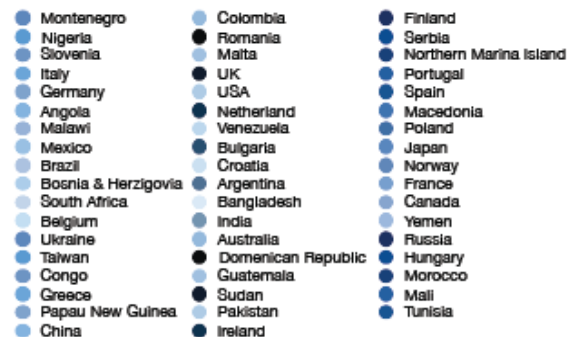 Montenegro
Nigeria
Slovenia
Italy
Germany
Angola
Malawi
Mexico
Brazil
Bosnia & Herzigovia
South Africa
Belgium
Ukraine
Taiwan
Congo
Greece
Papau New Guinea
China
Colombia
Romania
Malta
UK
USA
Netherland
Venezuela
Bulgaria
Croatia
Argentina
Bangladesh
India
Australia
Domenican Republic
Guatemala
Sudan
Pakistan
Ireland
Finland
Serbia
Northern Marina Island
Portugal
Spain
Macedonia
Poland
Japan
Norway
France
Canada
Yemen
Russia
Hungary
Morocco
Mali
Tunisia